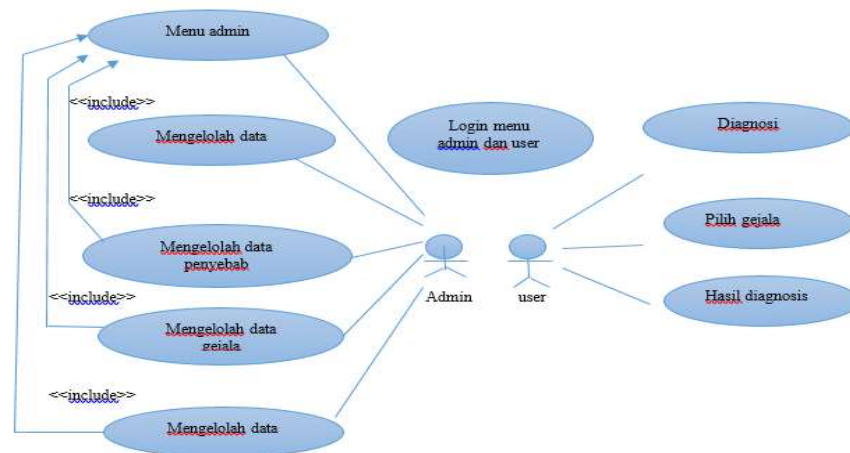 Menu admin
<<include>>
Mengelolah data
<<include>>
Mengelolah data
penyebab
<<include>>
Mengelolah data
gejala
<<include>>
Mengelolah data
Login menu
admin dan user
Admin
user
Diagnosi
Pilih gejala
Hasil diagnosis